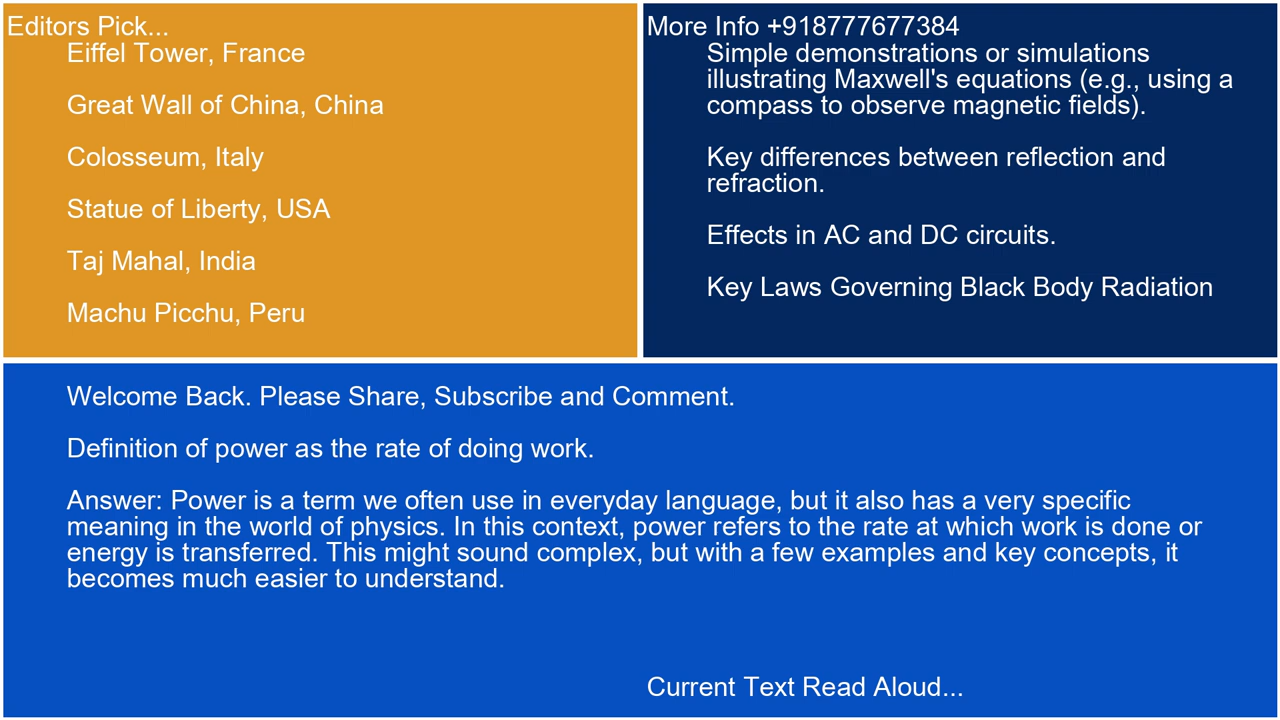 Editors Pick...
Eiffel Tower, France
Great Wall of China, China
Colosseum, Italy
Statue of Liberty, USA
Taj Mahal, India
Machu Picchu, Peru
More Info +918777677384
Simple demonstrations or simulations
illustrating Maxwell's equations (e.g., using a
compass to observe magnetic fields).
Key differences between reflection and
refraction.
Effects in AC and DC circuits.
Key Laws Governing Black Body Radiation
Welcome Back. Please Share, Subscribe and Comment.
Definition of power as the rate of doing work.
Answer: Power is a term we often use in everyday language, but it also has a very specific
meaning in the world of physics. In this context, power refers to the rate at which work is done or
energy is transferred. This might sound complex, but with a few examples and key concepts, it
becomes much easier to understand.
Current Text Read Aloud...